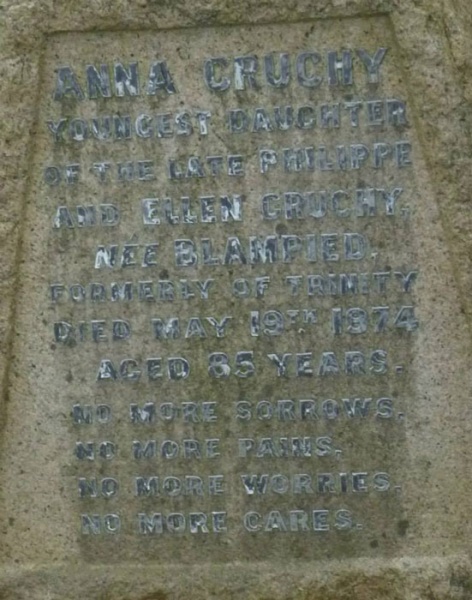 ANNA CRUCHY
YOUNGEST DAUGHTER
OF THE LATE PHILIPPE
AND ELLEN CRUCHY,
NÉE BLAMPIED.
FORMERLY OF TRINITY
DIED MAY 19TH 1974
AGED 85 YEARS.
NO MORE SORROWS.
NO MORE PAINS.
NO MORE WORRIES.
NO MORE CARES.